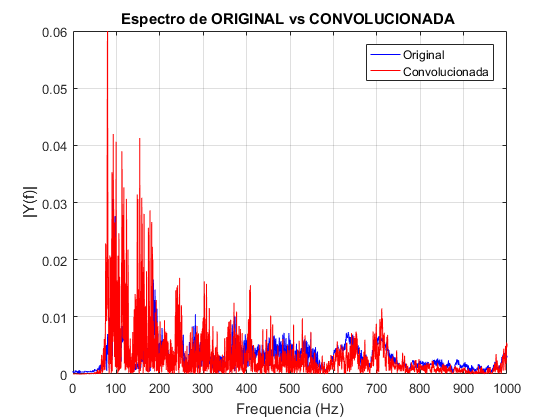 Espectro de ORIGINAL vs CONVOLUCIONADA
Original
Convolucionada
|Y(f)|
0.06
0.05
0.04
0.03
0.02
0.01
0
0 100 200 300 400 500 600 700 800 900 1000
Frequencia (Hz)